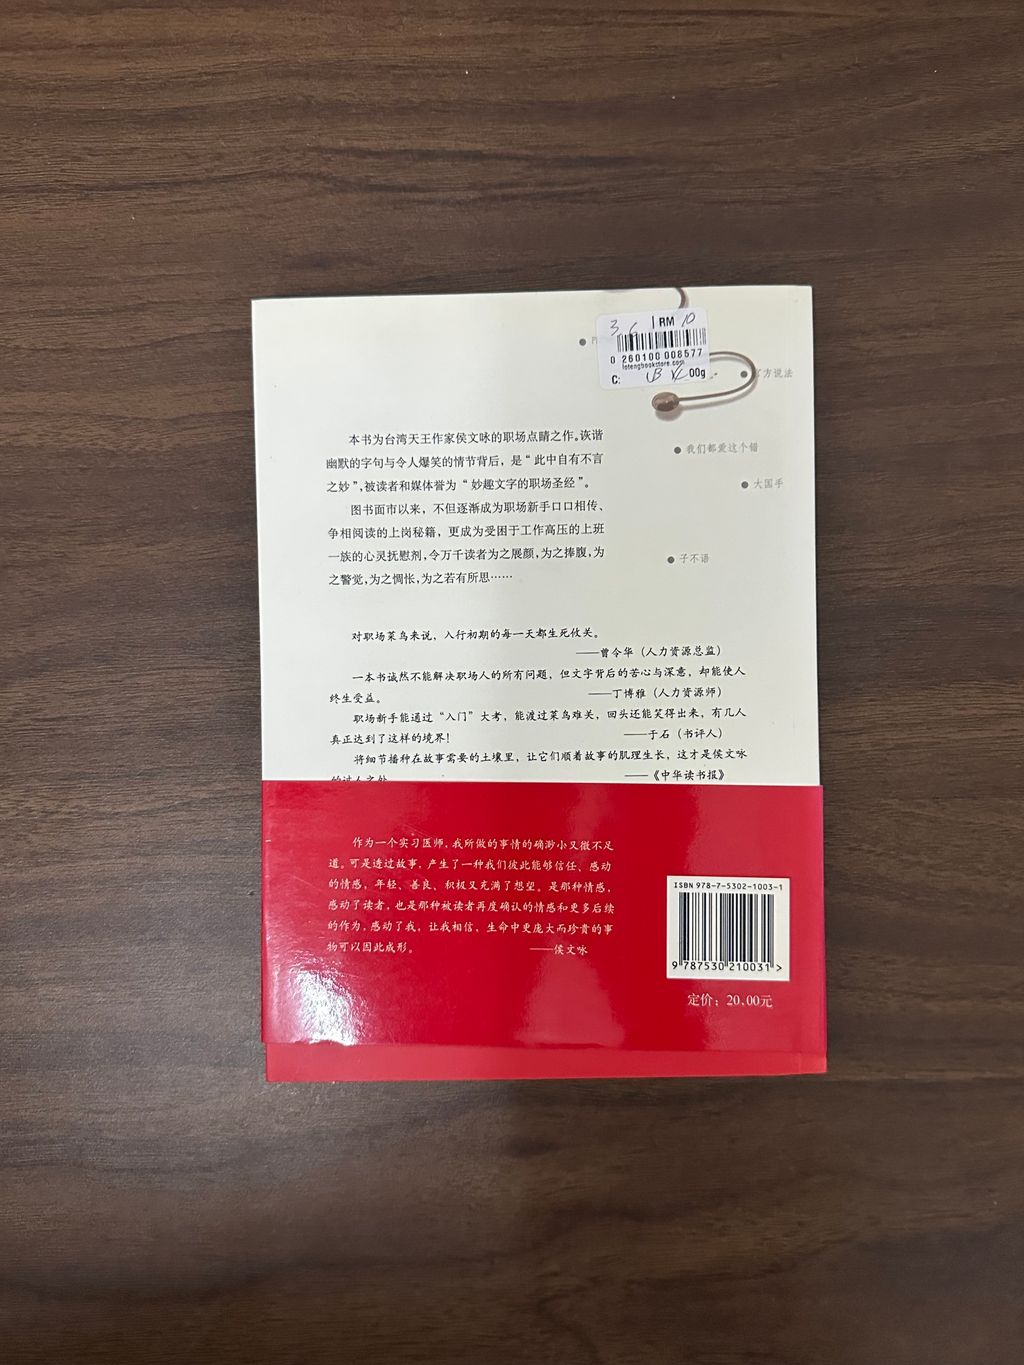 3 6 RM 10
0 260100 008577
lotengbookstore.com
C: 00g
方说法
我们都爱这个错
大国手
子不语
本书为台湾天王作家侯文咏的职场点睛之作。诙谐
幽默的字句与令人爆笑的情节背后，是“此中自有不言
之妙”，被读者和媒体誉为“妙趣文字的职场圣经”。
图书面市以来，不但逐渐成为职场新手口口相传、
争相阅读的上岗秘籍，更成为受困于工作高压的上班
一族的心灵抚慰剂，令万千读者为之展颜，为之捧腹，为
之警觉，为之惆怅，为之若有所思……
对职场菜鸟来说，入行初期的每一天都生死攸关。
——曾令华（人力资源总监）
一本书诚然不能解决职场人的所有问题，但文字背后的苦心与深意，却能使人
终生受益。 ——丁博雅（人力资源师）
职场新手能通过“入门”大考，能渡过菜鸟难关，回头还能笑得出来，有几人
真正达到了这样的境界！ ——于石（书评人）
将细节播种在故事需要的土壤里，让它们顺着故事的肌理生长，这才是侯文咏
的过人之处 ——《中华读书报》
作为一个实习医师，我所做的事情的确渺小又微不足
道。可是透过故事，产生了一种我们彼此能够信任、感动
的情感，年轻、善良、积极又充满了想望。是那种情感，
感动了读者，也是那种被读者再度确认的情感和更多后续
的作为，感动了我，让我相信，生命中更庞大而珍贵的事
物可以因此成形。 ——侯文咏
ISBN 978-7-5302-1003-1
9 787530 210031 >
定价：20.00元